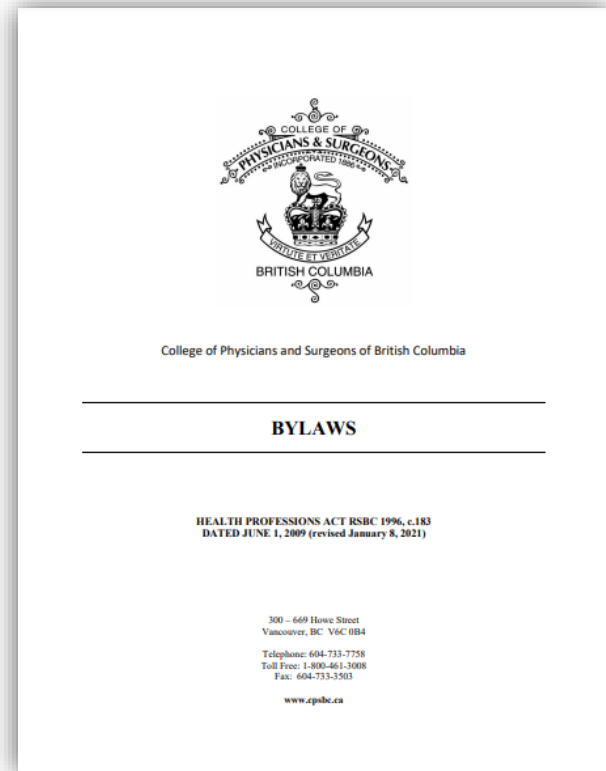 COLLEGE OF
PHYSICIANS & SURGEONS
INCORPORATED 1886
VIRTUTE ET VERITATE
BRITISH COLUMBIA
College of Physicians and Surgeons of British Columbia
BYLAWS
HEALTH PROFESSIONS ACT RSBC 1996, c.183
DATED JUNE 1, 2009 (revised January 8, 2021)
300 – 669 Howe Street
Vancouver, BC V6C 0B4
Telephone: 604-733-7758
Toll Free: 1-800-461-3008
Fax: 604-733-3503
www.cpsbc.ca